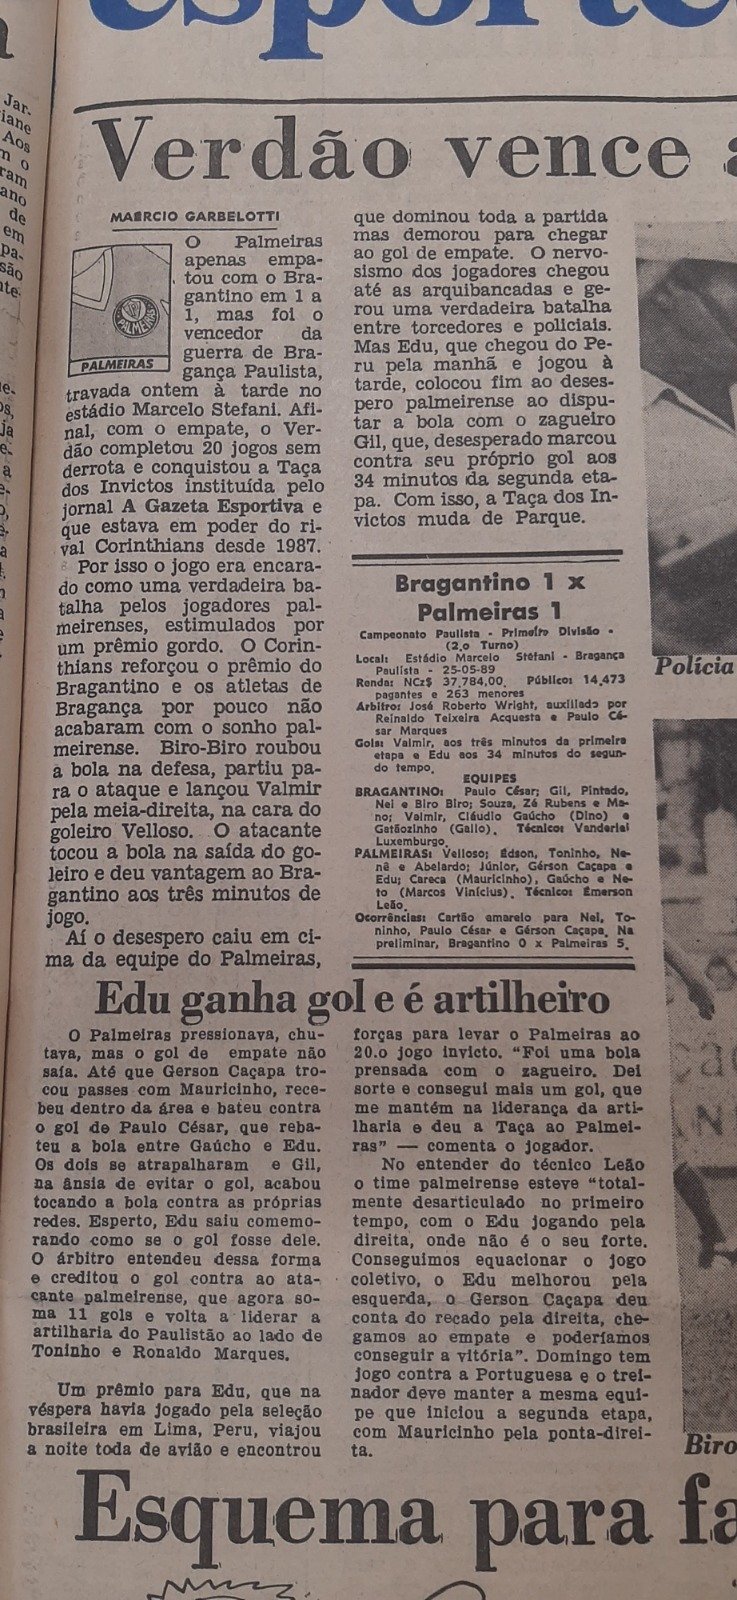 esporte
Verdão vence a
MAÉRCIO GARBELOTTI
PALMEIRAS
O Palmeiras
apenas empa-
tou com o Bra-
gantino em 1 a
1, mas foi o
vencedor da
guerra de Bra-
gança Paulista,
travada ontem à tarde no
estádio Marcelo Stefani. Afi-
nal, com o empate, o Ver-
dão completou 20 jogos sem
derrota e conquistou a Taça
dos Invictos instituída pelo
jornal A Gazeta Esportiva e
que estava em poder do ri-
val Corinthians desde 1987.
Por isso o jogo era encara-
do como uma verdadeira ba-
talha pelos jogadores pal-
meirenses, estimulados por
um prêmio gordo. O Corin-
thians reforçou o prêmio do
Bragantino e os atletas de
Bragança por pouco não
acabaram com o sonho pal-
meirense. Biro-Biro roubou
a bola na defesa, partiu pa-
ra o ataque e lançou Valmir
pela meia-direita, na cara do
goleiro Velloso. O atacante
tocou a bola na saída do go-
leiro e deu vantagem ao Bra-
gantino aos três minutos de
jogo.
Aí o desespero caiu em ci-
ma da equipe do Palmeiras,
que dominou toda a partida
mas demorou para chegar
ao gol de empate. O nervo-
sismo dos jogadores chegou
até as arquibancadas e ge-
rou uma verdadeira batalha
entre torcedores e policiais.
Mas Edu, que chegou do Pe-
ru pela manhã e jogou à
tarde, colocou fim ao deses-
pero palmeirense ao dispu-
tar a bola com o zagueiro
Gil, que, desesperado marcou
contra seu próprio gol aos
34 minutos da segunda eta-
pa. Com isso, a Taça dos In-
victos muda de Parque.
Bragantino 1 x
Palmeiras 1
Campeonato Paulista - Primeira Divisão -
(2.o Turno)
Local: Estádio Marcelo Stefani - Bragança
Paulista - 25-05-89
Renda: NCz$ 37.784,00. Público: 14.473
pagantes e 263 menores
Árbitro: José Roberto Wright, auxiliado por
Reinaldo Teixeira Acquesta e Paulo Cé-
sar Marques
Gols: Valmir, aos três minutos da primeira
etapa e Edu aos 34 minutos do segun-
do tempo.
EQUIPES
BRAGANTINO: Paulo César; Gil, Pintado,
Nei e Biro Biro; Souza, Zé Rubens e Ma-
no; Valmir, Cláudio Gaúcho (Dino) e
Gatãozinho (Gallo). Técnico: Vanderlei
Luxemburgo.
PALMEIRAS: Velloso; Édson, Toninho, Ne-
nê e Abelardo; Júnior, Gérson Caçapa e
Edu; Careca (Mauricinho), Gaúcho e Ne-
to (Marcos Vinícius). Técnico: Émerson
Leão.
Ocorrências: Cartão amarelo para Nei, To-
ninho, Paulo César e Gérson Caçapa. Na
preliminar, Bragantino 0 x Palmeiras 5.
Edu ganha gol e é artilheiro
O Palmeiras pressionava, chu-
tava, mas o gol de empate não
saía. Até que Gerson Caçapa tro-
cou passes com Mauricinho, rece-
beu dentro da área e bateu contra
o gol de Paulo César, que reba-
teu a bola entre Gaúcho e Edu.
Os dois se atrapalharam e Gil,
na ânsia de evitar o gol, acabou
tocando a bola contra as próprias
redes. Esperto, Edu saiu comemo-
rando como se o gol fosse dele.
O árbitro entendeu dessa forma
e creditou o gol contra ao ata-
cante palmeirense, que agora so-
ma 11 gols e volta a liderar a
artilharia do Paulistão ao lado de
Toninho e Ronaldo Marques.
Um prêmio para Edu, que na
véspera havia jogado pela seleção
brasileira em Lima, Peru, viajou
a noite toda de avião e encontrou
forças para levar o Palmeiras ao
20.o jogo invicto. "Foi uma bola
prensada com o zagueiro. Dei
sorte e consegui mais um gol, que
me mantém na liderança da arti-
lharia e deu a Taça ao Palmei-
ras" — comenta o jogador.
No entender do técnico Leão
o time palmeirense esteve "total-
mente desarticulado no primeiro
tempo, com o Edu jogando pela
direita, onde não é o seu forte.
Conseguimos equacionar o jogo
coletivo, o Edu melhorou pela
esquerda, o Gerson Caçapa deu
conta do recado pela direita, che-
gamos ao empate e poderíamos
conseguir a vitória". Domingo tem
jogo contra a Portuguesa e o trei-
nador deve manter a mesma equi-
pe que iniciou a segunda etapa,
com Mauricinho pela ponta-direi-
ta.
Polícia
Biro
Esquema para fa